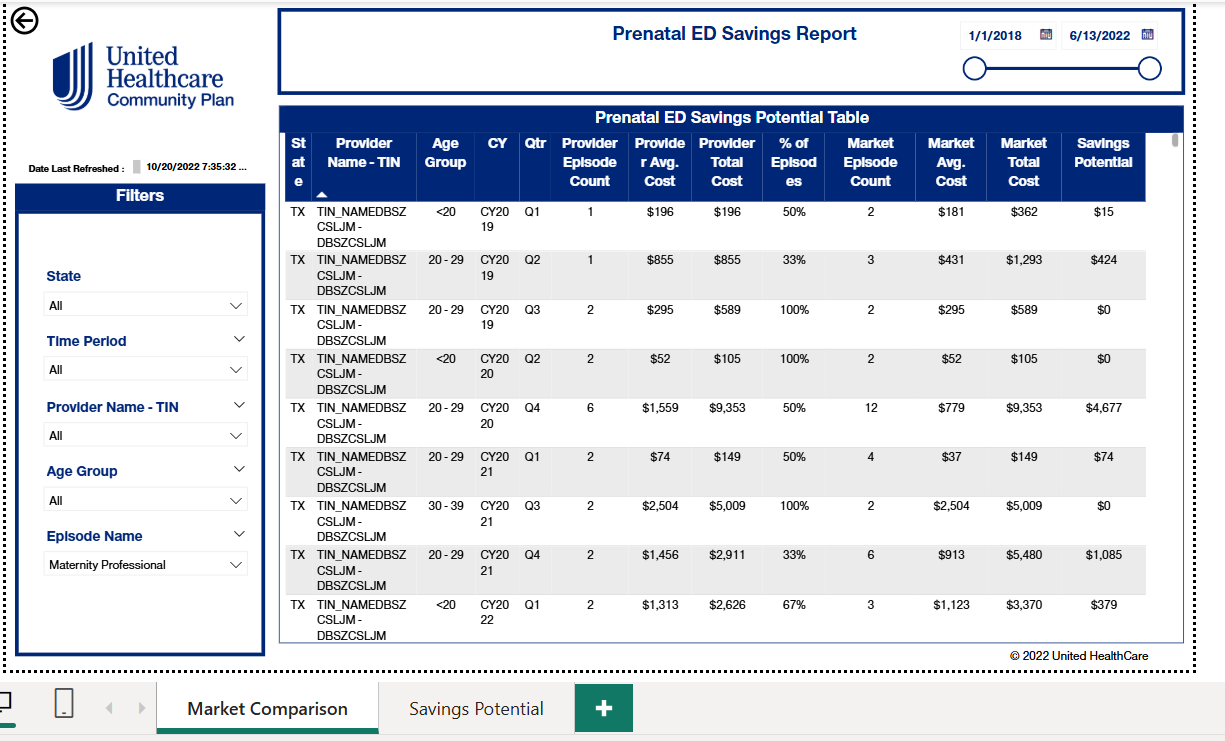 Prenatal ED Savings Report
1/1/2018
6/13/2022
United
Healthcare
Community Plan
Date Last Refreshed :
10/20/2022 7:35:32 ...
Filters
State
All
Time Period
All
Provider Name - TIN
All
Age Group
All
Episode Name
Maternity Professional
Prenatal ED Savings Potential Table
St
at
e
Provider
Name - TIN
Age
Group
CY
Qtr
Provider
Episode
Count
Provide
r Avg.
Cost
Provider
Total
Cost
% of
Episod
es
Market
Episode
Count
Market
Avg.
Cost
Market
Total
Cost
Savings
Potential
TX TIN_NAMEDBSZ <20 CY20 Q1 1 $196 $196 50% 2 $181 $362 $15
CSLJM - 19
DBSZCSLJM
TX TIN_NAMEDBSZ 20 - 29 CY20 Q2 1 $855 $855 33% 3 $431 $1,293 $424
CSLJM - 19
DBSZCSLJM
TX TIN_NAMEDBSZ 20 - 29 CY20 Q3 2 $295 $589 100% 2 $295 $589 $0
CSLJM - 19
DBSZCSLJM
TX TIN_NAMEDBSZ <20 CY20 Q2 2 $52 $105 100% 2 $52 $105 $0
CSLJM - 20
DBSZCSLJM
TX TIN_NAMEDBSZ 20 - 29 CY20 Q4 6 $1,559 $9,353 50% 12 $779 $9,353 $4,677
CSLJM - 20
DBSZCSLJM
TX TIN_NAMEDBSZ 20 - 29 CY20 Q1 2 $74 $149 50% 4 $37 $149 $74
CSLJM - 21
DBSZCSLJM
TX TIN_NAMEDBSZ 30 - 39 CY20 Q3 2 $2,504 $5,009 100% 2 $2,504 $5,009 $0
CSLJM - 21
DBSZCSLJM
TX TIN_NAMEDBSZ 20 - 29 CY20 Q4 2 $1,456 $2,911 33% 6 $913 $5,480 $1,085
CSLJM - 21
DBSZCSLJM
TX TIN_NAMEDBSZ <20 CY20 Q1 2 $1,313 $2,626 67% 3 $1,123 $3,370 $379
CSLJM - 22
DBSZCSLJM
© 2022 United HealthCare
Market Comparison
Savings Potential